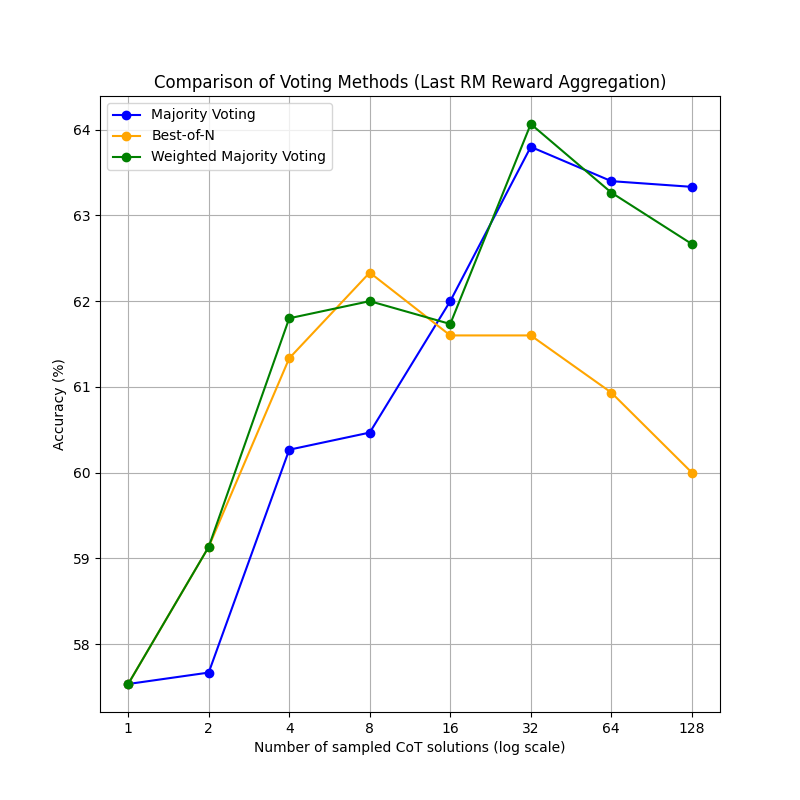 Comparison of Voting Methods (Last RM Reward Aggregation)
Majority Voting
Best-of-N
Weighted Majority Voting
64
63
62
61
60
59
58
Accuracy (%)
1 2 4 8 16 32 64 128
Number of sampled CoT solutions (log scale)